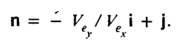 n = - V_{e_y}/V_{e_x} i + j.